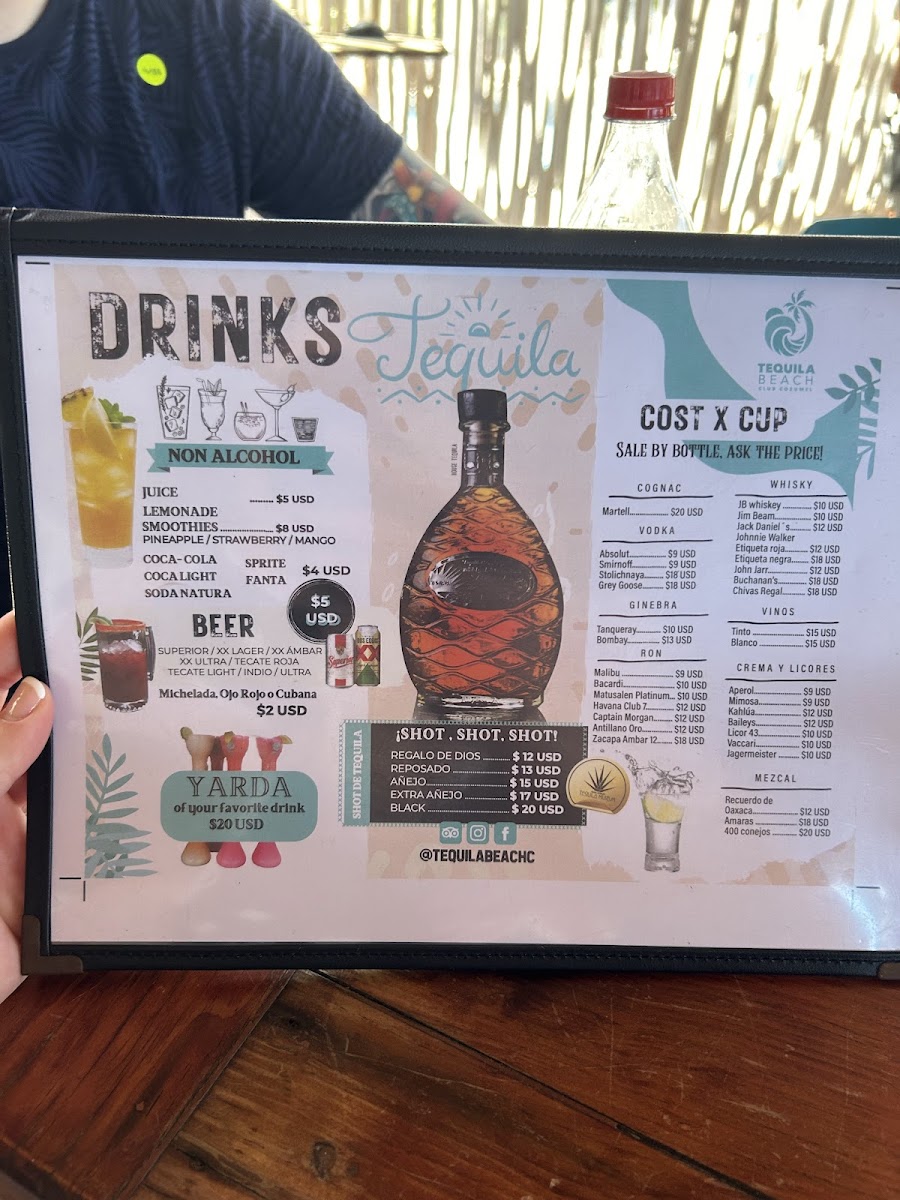 DRINKS
NON ALCOHOL
JUICE ......... $5 USD
LEMONADE
SMOOTHIES ..................... $8 USD
PINEAPPLE / STRAWBERRY / MANGO
COCA- COLA
COCA LIGHT
SODA NATURA
SPRITE
FANTA
$4 USD
BEER
$5
USD
SUPERIOR / XX LAGER / XX ÁMBAR
XX ULTRA / TECATE ROJA
TECATE LIGHT / INDIO / ULTRA
Michelada, Ojo Rojo o Cubana
$2 USD
YARDA
of your favorite drink
$20 USD
Tequila
SHOT DE TEQUILA
¡SHOT , SHOT, SHOT!
REGALO DE DIOS ......... $ 12 USD
REPOSADO .................... $ 13 USD
AÑEJO............................. $ 15 USD
EXTRA AÑEJO ............... $ 17 USD
BLACK ............................. $ 20 USD
@TEQUILABEACHC
TEQUILA
BEACH
CLUB COZUMEL
COST X CUP
SALE BY BOTTLE, ASK THE PRICE!
COGNAC
Martell.................. $20 USD
VODKA
Absolut.................. $9 USD
Smirnoff................. $9 USD
Stolichnaya......... $18 USD
Grey Goose......... $18 USD
GINEBRA
Tanqueray............ $10 USD
Bombay................ $13 USD
RON
Malibu ......................... $9 USD
Bacardi....................... $10 USD
Matusalen Platinum... $10 USD
Havana Club 7............ $12 USD
Captain Morgan......... $12 USD
Antillano Oro.............. $12 USD
Zacapa Ambar 12....... $18 USD
WHISKY
JB whiskey ............. $10 USD
Jim Beam................ $10 USD
Jack Daniel´s........... $12 USD
Johnnie Walker
Etiqueta roja........... $12 USD
Etiqueta negra........ $18 USD
John Jarr................ $12 USD
Buchanan's............. $18 USD
Chivas Regal........... $18 USD
VINOS
Tinto ......................... $15 USD
Blanco ...................... $15 USD
CREMA Y LICORES
Aperol...................... $9 USD
Mimosa.................... $9 USD
Kahlúa..................... $12 USD
Baileys..................... $12 USD
Licor 43................... $10 USD
Vaccari.................... $10 USD
Jagermeister .......... $10 USD
MEZCAL
Recuerdo de
Oaxaca................... $12 USD
Amaras .................. $18 USD
400 conejos ........... $20 USD